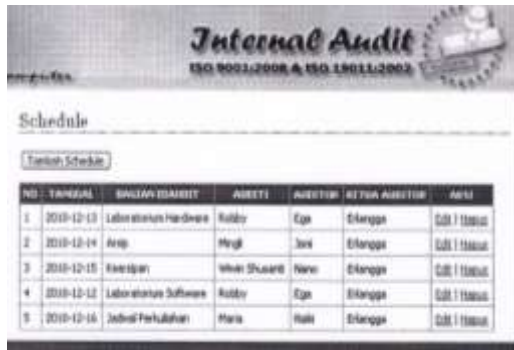 Internal Audit
ISO 9001:2008 & ISO 19011:2002
Schedule
Tambah Schedule
NO TANGGAL BAGIAN DIAUDIT AUDITI AUDITOR KETUA AUDITOR AKSI
1 2010-12-13 Laboratorium Hardware Robby Ega Erlangga Edit | Hapus
2 2010-12-14 Arsip Mingli Joni Erlangga Edit | Hapus
3 2010-12-15 Kearsipan Wiwin Shusanti Nano Erlangga Edit | Hapus
4 2010-12-12 Laboratorium Software Robby Ega Erlangga Edit | Hapus
5 2010-12-16 Jadwal Perkuliahan Maria Erlangga Edit | Hapus